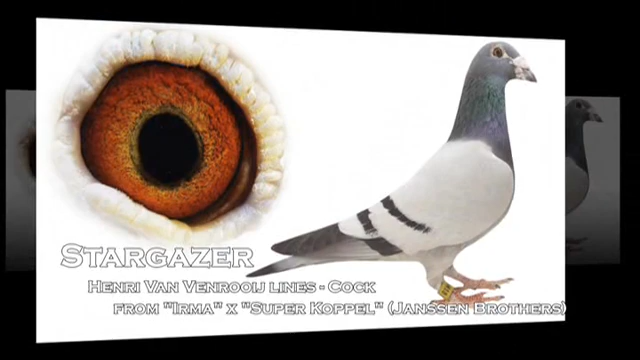 Stargazer
Henri Van Venrooij lines - Cock
from "Irma" x "Super Koppel" (Janssen Brothers)